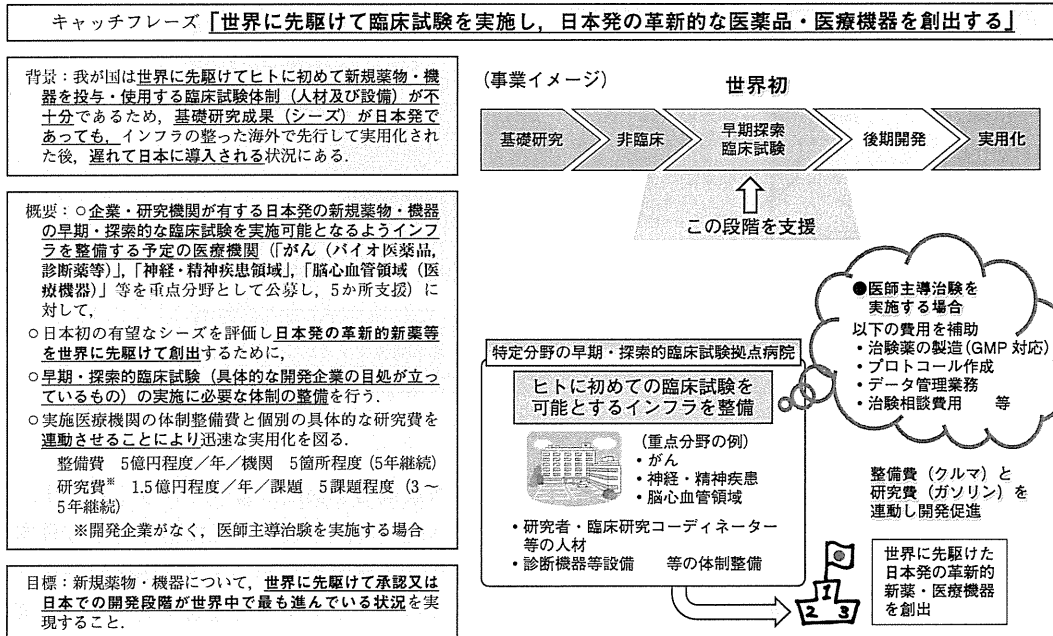 キャッチフレーズ「世界に先駆けて臨床試験を実施し，日本発の革新的な医薬品・医療機器を創出する」
背景：我が国は世界に先駆けてヒトに初めて新規薬物・機
器を投与・使用する臨床試験体制（人材及び設備）が不
十分であるため，基礎研究成果（シーズ）が日本発で
あっても，インフラの整った海外で先行して実用化され
た後，遅れて日本に導入される状況にある．
概要：○企業・研究機関が有する日本発の新規薬物・機器
の早期・探索的な臨床試験を実施可能となるようインフ
ラを整備する予定の医療機関（「がん（バイオ医薬品，
診断薬等）」，「神経・精神疾患領域」，「脳心血管領域（医
療機器）」等を重点分野として公募し，5か所支援）に
対して，
○日本初の有望なシーズを評価し日本発の革新的新薬等
を世界に先駆けて創出するために，
○早期・探索的臨床試験（具体的な開発企業の目処が立っ
ているもの）の実施に必要な体制の整備を行う．
○実施医療機関の体制整備費と個別の具体的な研究費を
連動させることにより迅速な実用化を図る．
整備費　5億円程度／年／機関　5箇所程度（5年継続）
研究費※　1.5億円程度／年／課題　5課題程度（3～
5年継続）
※開発企業がなく，医師主導治験を実施する場合
目標：新規薬物・機器について，世界に先駆けて承認又は
日本での開発段階が世界中で最も進んでいる状況を実
現すること．
（事業イメージ）
世界初
基礎研究　非臨床　早期探索　後期開発　実用化
臨床試験
この段階を支援
●医師主導治験を
実施する場合
以下の費用を補助
・治験薬の製造（GMP 対応）
・プロトコール作成
・データ管理業務
・治験相談費用　等
特定分野の早期・探索的臨床試験拠点病院
ヒトに初めての臨床試験を
可能とするインフラを整備
（重点分野の例）
・がん
・神経・精神疾患
・脳心血管領域
・研究者・臨床研究コーディネーター
等の人材
・診断機器等設備　等の体制整備
整備費（クルマ）と
研究費（ガソリン）を
連動し開発促進
1
2 3
世界に先駆けた
日本発の革新的
新薬・医療機器
を創出